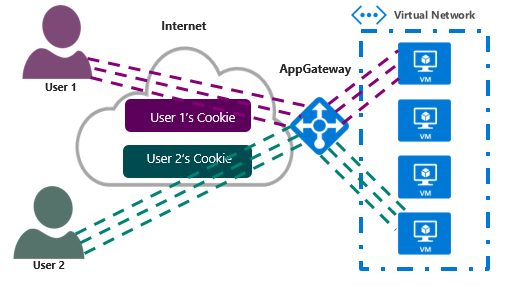 Internet
Virtual Network
AppGateway
User 1
VM
User 1's Cookie
VM
User 2's Cookie
VM
VM
User 2